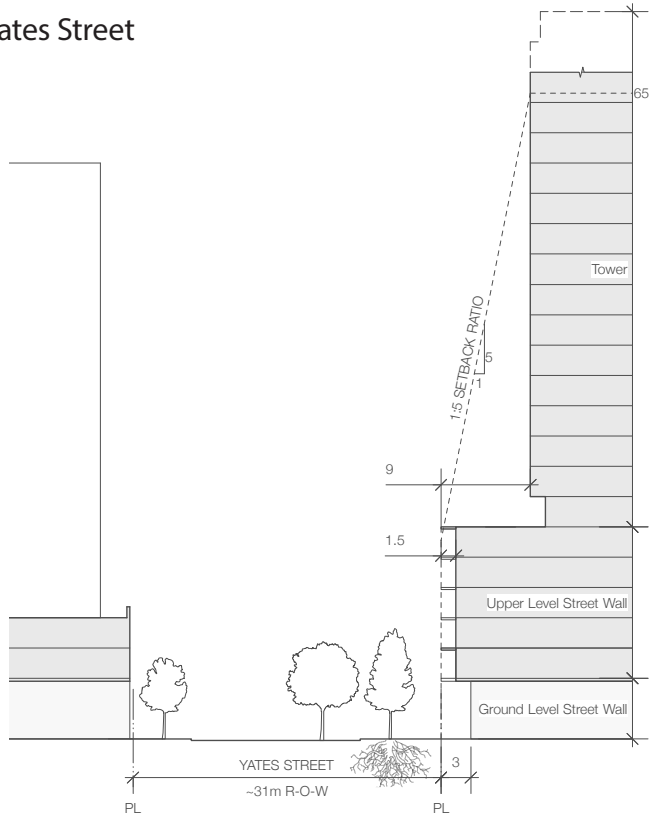 ates Street
65
Tower
1:5 SETBACK RATIO
5
1
9
1.5
Upper Level Street Wall
Ground Level Street Wall
YATES STREET
3
~31m R-O-W
PL
PL